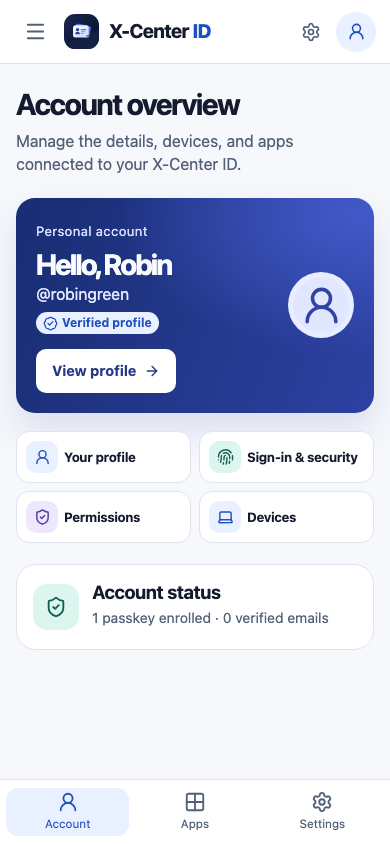 X-Center ID
Account overview
Manage the details, devices, and apps
connected to your X-Center ID.
Personal account
Hello, Robin
@robingreen
Verified profile
View profile
Your profile
Sign-in & security
Permissions
Devices
Account status
1 passkey enrolled · 0 verified emails
Account
Apps
Settings